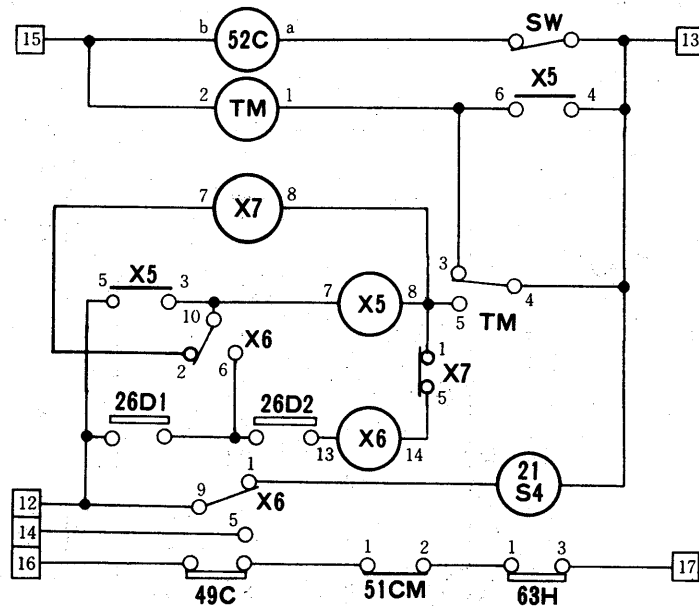 15 b 52C a SW 13
2 TM 1 6 X5 4
7 X7 8
3
4
5 TM
5 X5 3 7 X5 8
10
2 6 X6
1
X7
5
26D1 26D2 13 X6 14
1 21
S4
12 9 X6
14 5
16 49C 1 51CM 2 1 63H 3 17